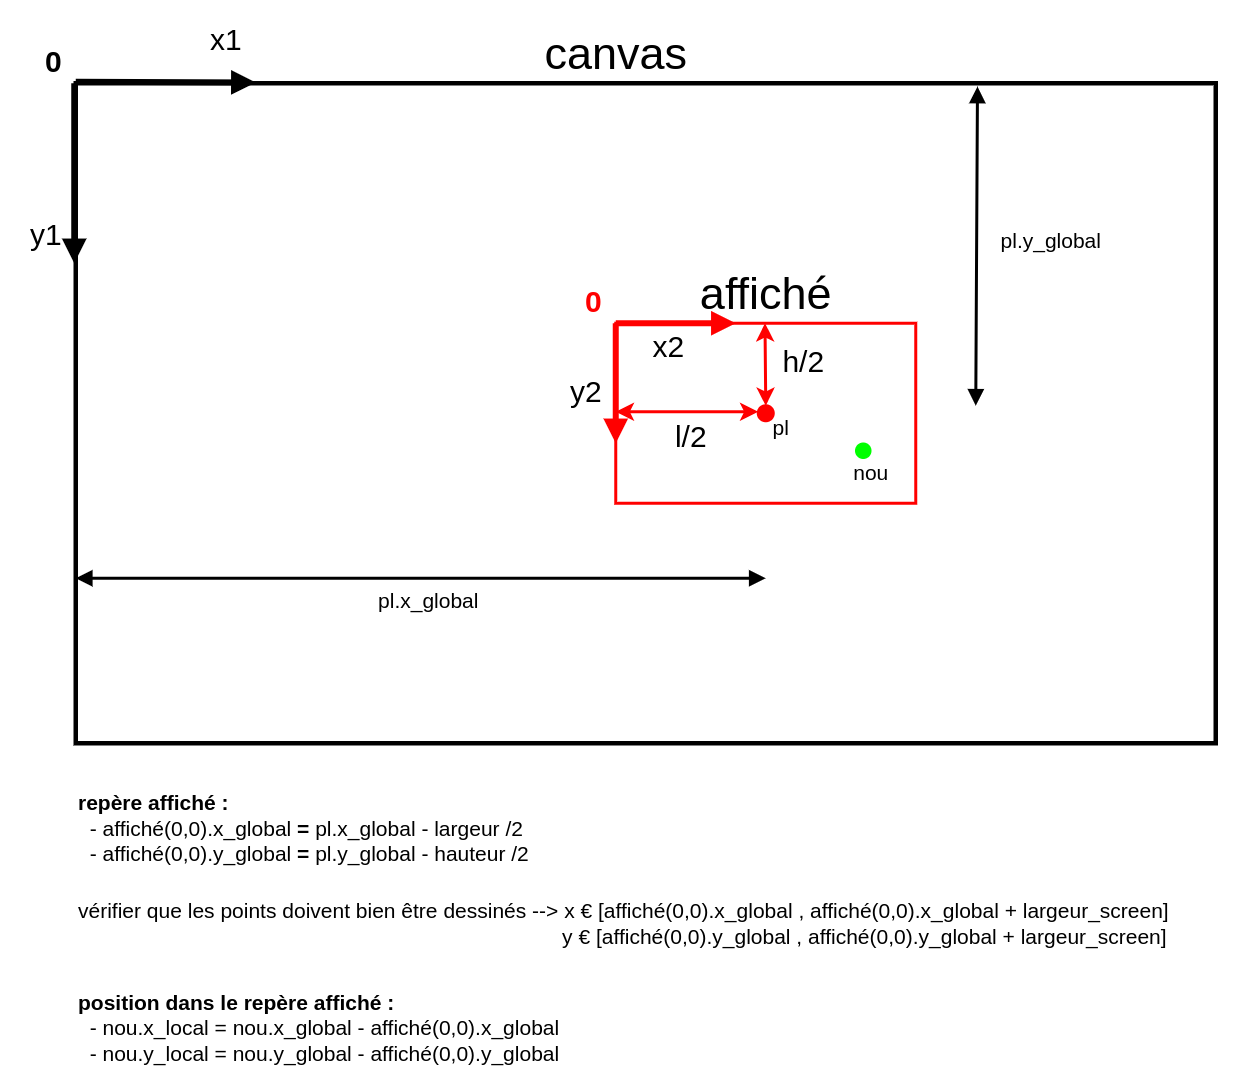 x1
canvas
0
y1
pl.y_global
affiché
0
x2
h/2
y2
l/2
pl
nou
pl.x_global
repère affiché :
- affiché(0,0).x_global = pl.x_global - largeur /2
- affiché(0,0).y_global = pl.y_global - hauteur /2
vérifier que les points doivent bien être dessinés --> x € [affiché(0,0).x_global , affiché(0,0).x_global + largeur_screen]
y € [affiché(0,0).y_global , affiché(0,0).y_global + largeur_screen]
position dans le repère affiché :
- nou.x_local = nou.x_global - affiché(0,0).x_global
- nou.y_local = nou.y_global - affiché(0,0).y_global